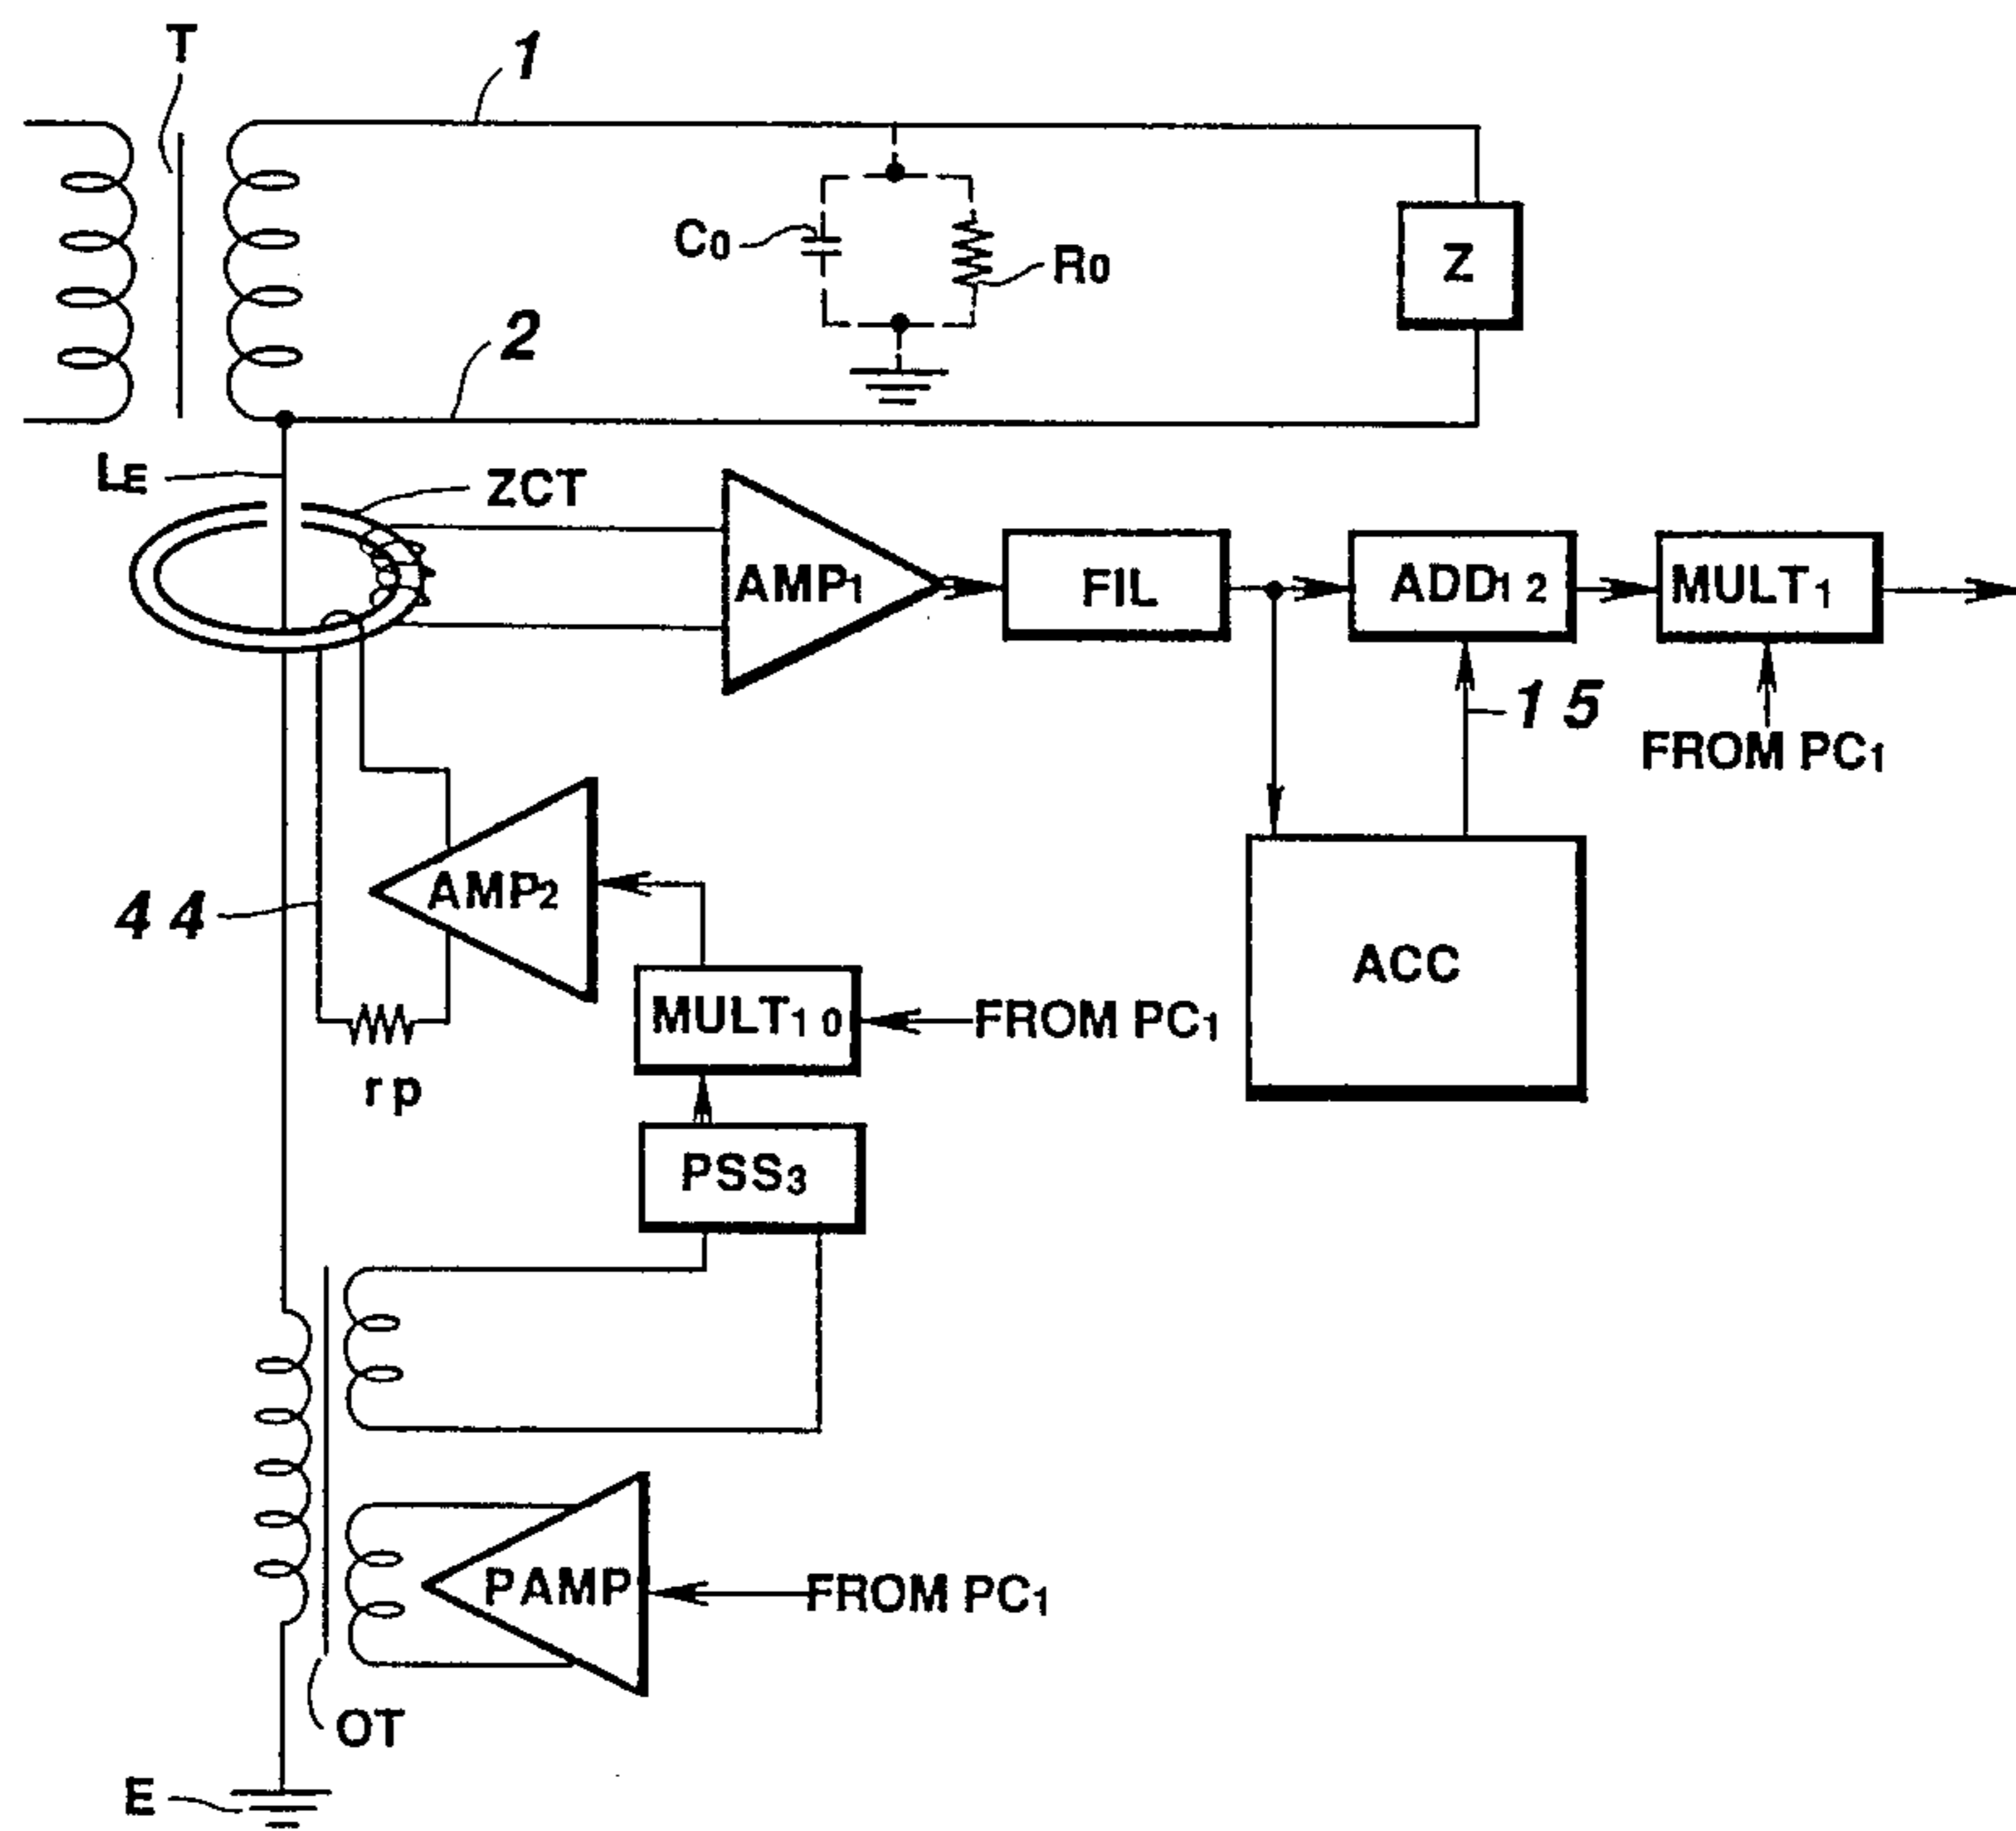 T
1
C0
R0
Z
2
LE
ZCT
AMP1
FIL
ADD12
MULT1
15
FROM PC1
44
AMP2
ACC
MULT10
FROM PC1
rp
PSS3
PAMP
FROM PC1
OT
E